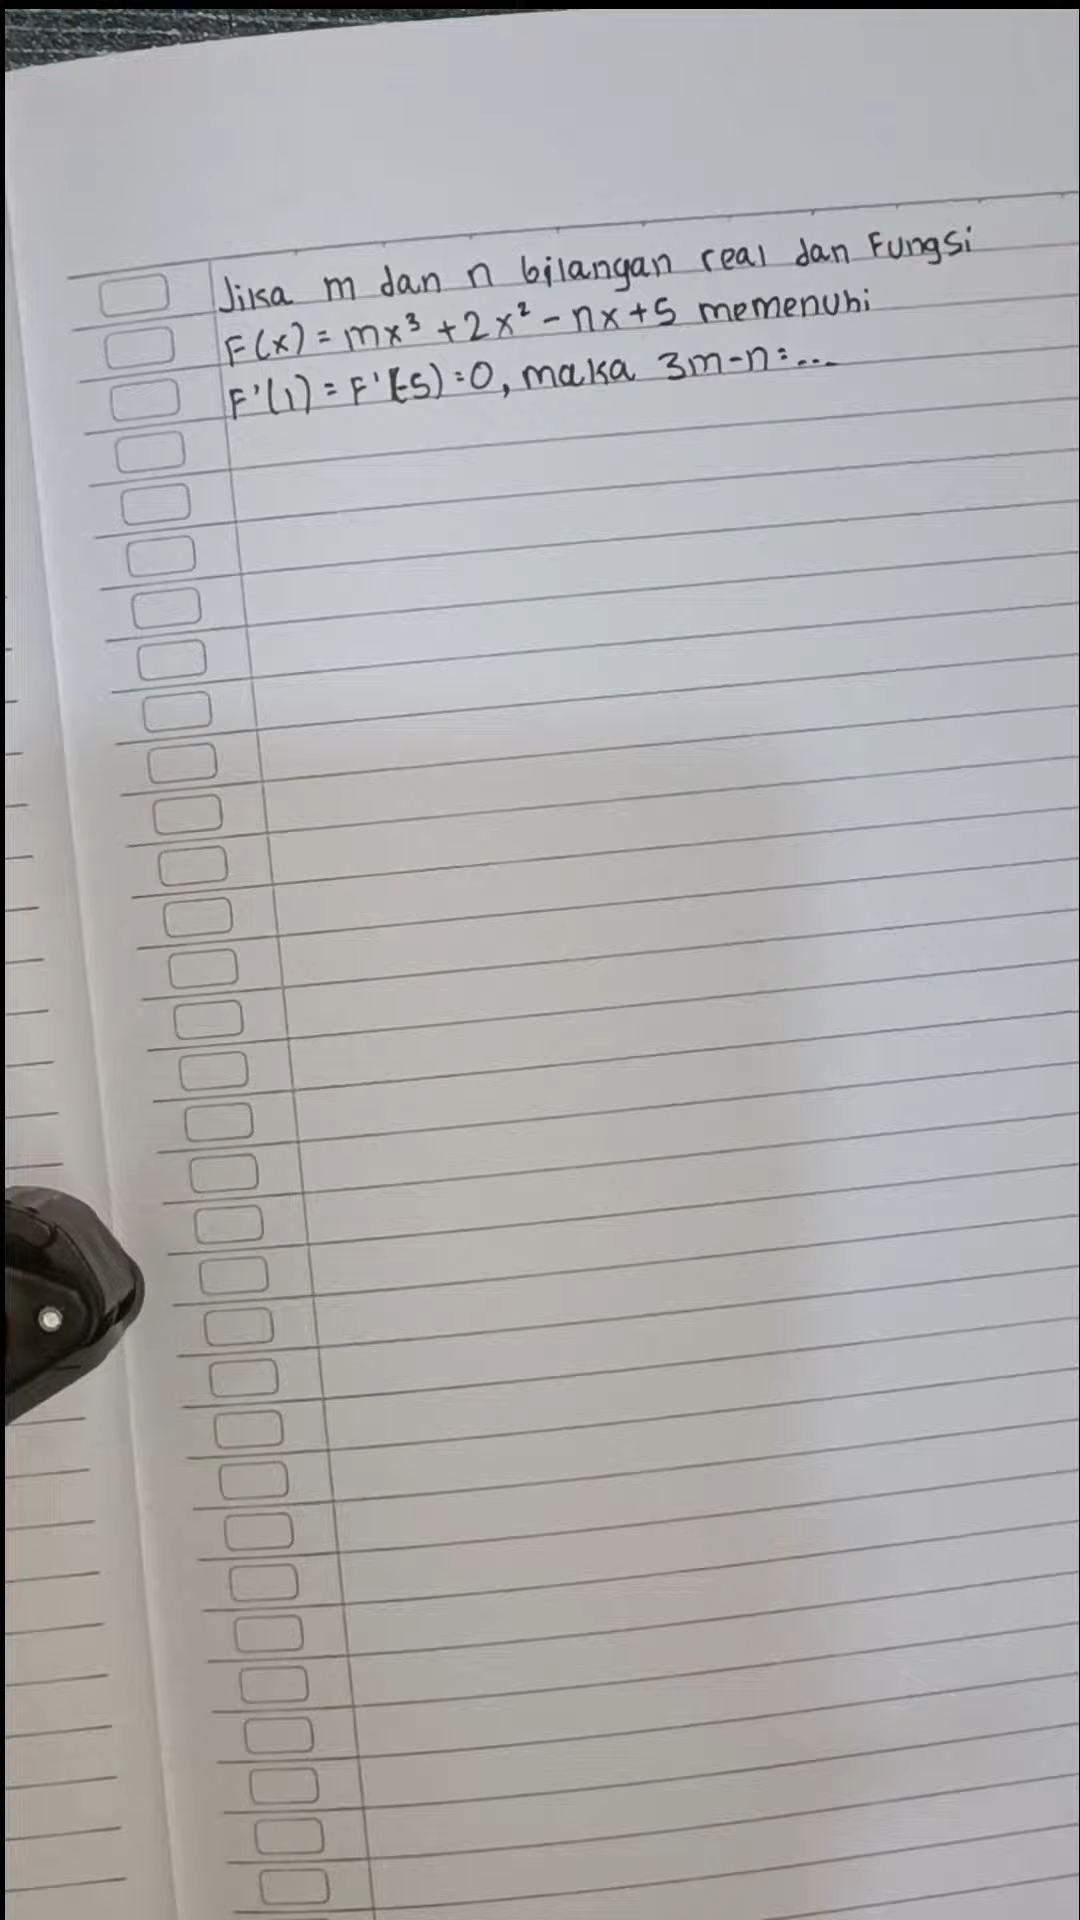 Jika m dan n bilangan real dan Fungsi
F(x) = mx³ + 2x² - nx + 5 memenuhi
F'(1) = F'(-5) = 0, maka 3m-n = ...